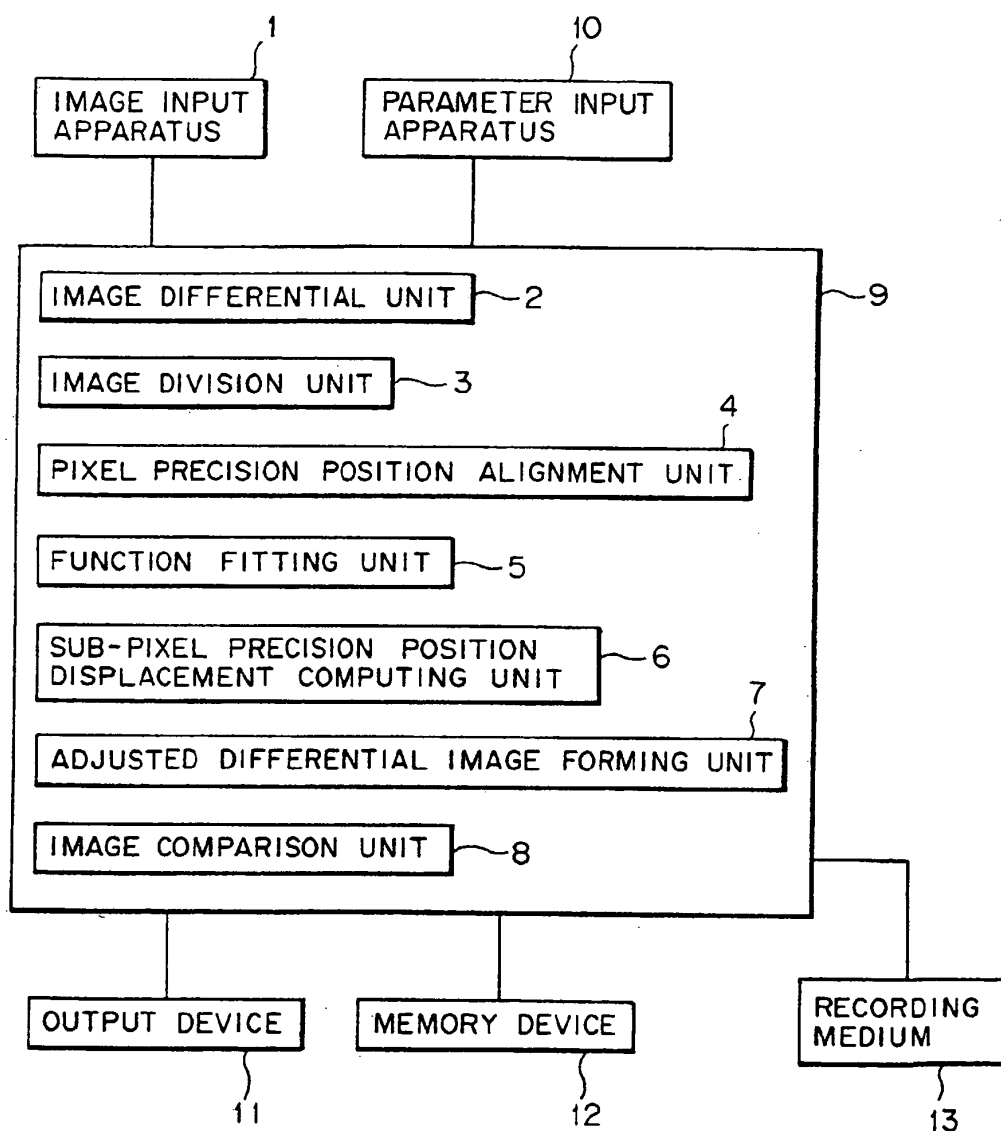 1
10
IMAGE INPUT
APPARATUS
PARAMETER INPUT
APPARATUS
IMAGE DIFFERENTIAL UNIT
2
9
IMAGE DIVISION UNIT
3
4
PIXEL PRECISION POSITION ALIGNMENT UNIT
FUNCTION FITTING UNIT
5
SUB-PIXEL PRECISION POSITION
DISPLACEMENT COMPUTING UNIT
6
7
ADJUSTED DIFFERENTIAL IMAGE FORMING UNIT
IMAGE COMPARISON UNIT
8
OUTPUT DEVICE
MEMORY DEVICE
RECORDING
MEDIUM
11
12
13